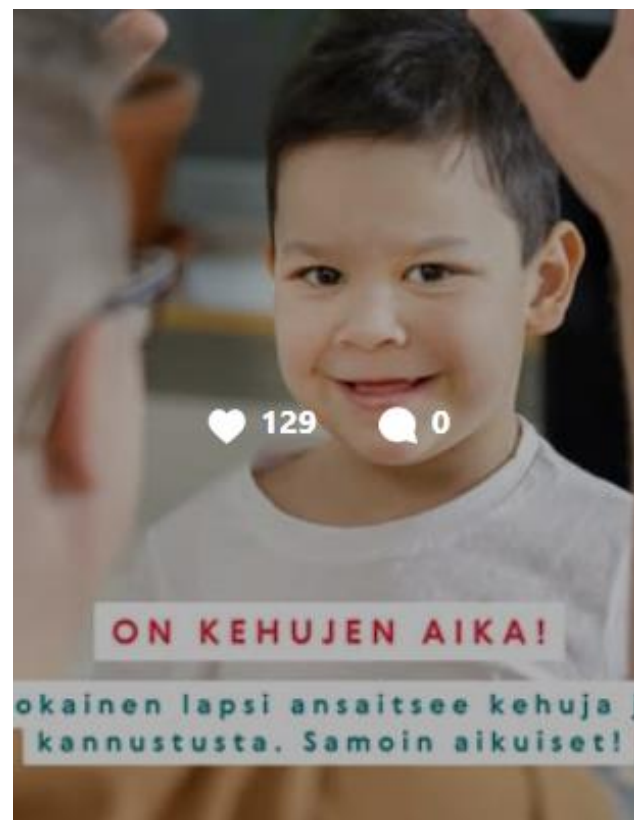 129 0
ON KEHUJEN AIKA!
okainen lapsi ansaitsee kehuja j
kannustusta. Samoin aikuiset!